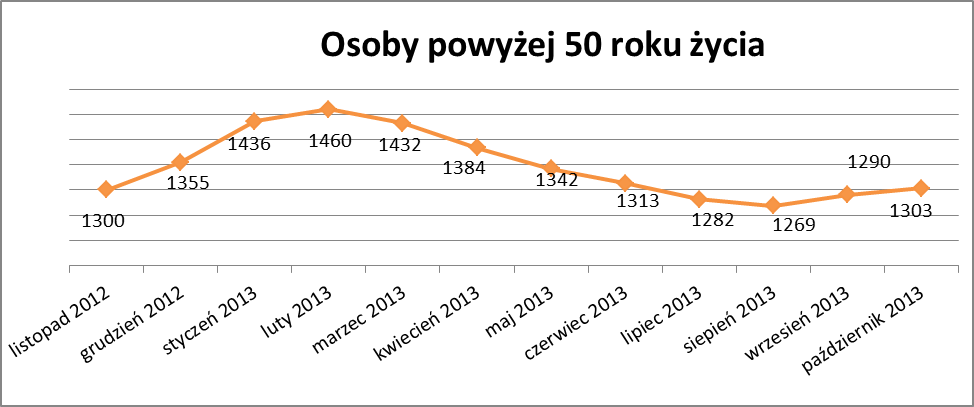 Osoby powyżej 50 roku życia
1300
1355
1436
1460
1432
1384
1342
1313
1282
1269
1290
1303
listopad 2012
grudzień 2012
styczeń 2013
luty 2013
marzec 2013
kwiecień 2013
maj 2013
czerwiec 2013
lipiec 2013
sierpień 2013
wrzesień 2013
październik 2013